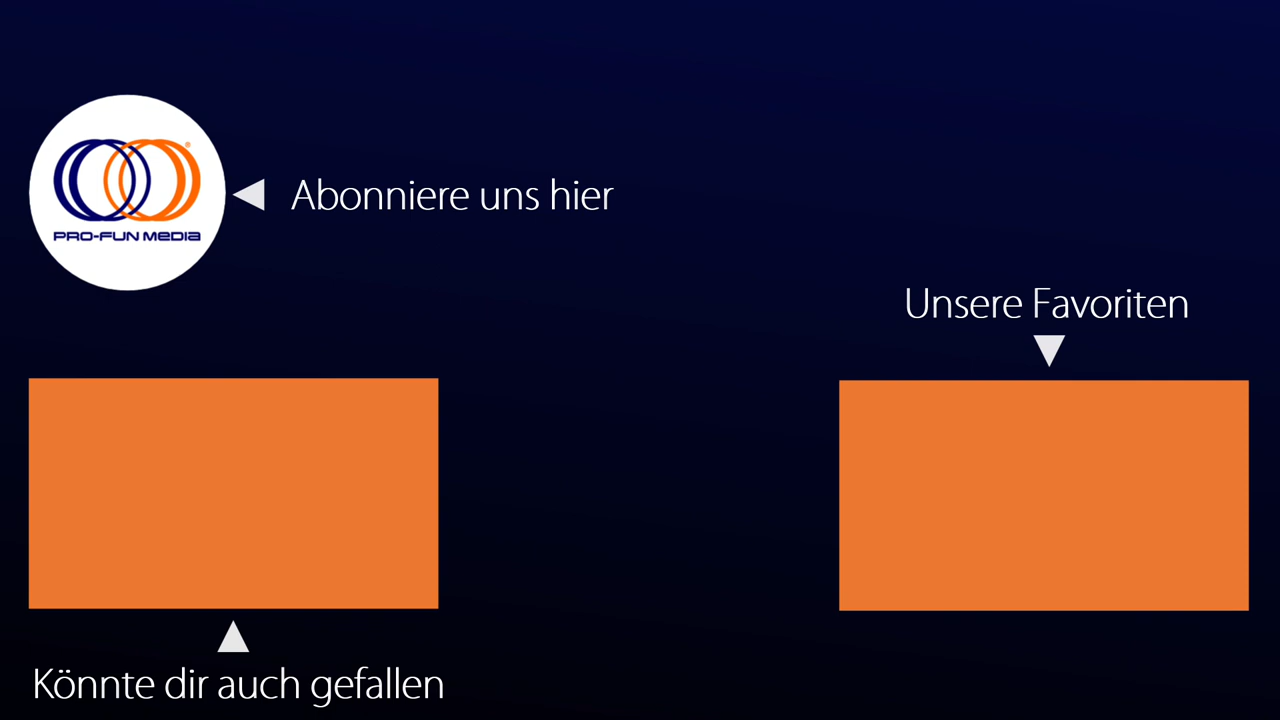 PRO-FUN MEDIA
Abonniere uns hier
Unsere Favoriten
Könnte dir auch gefallen